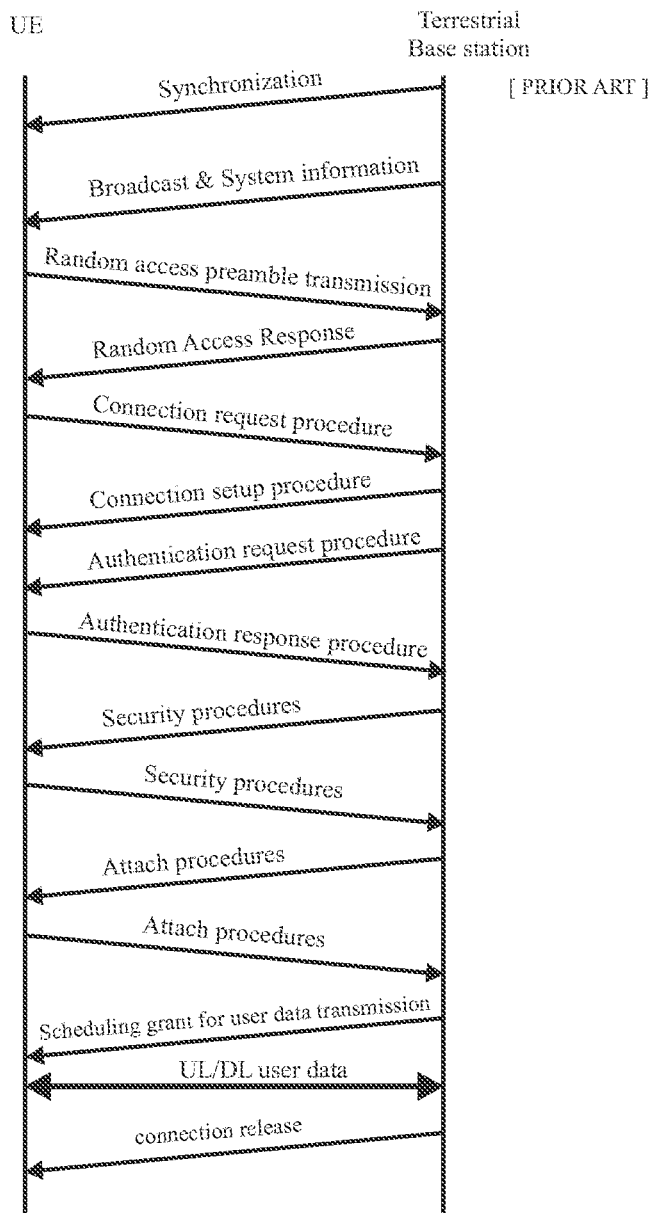 UE
Terrestrial
Base station
[ PRIOR ART ]
Synchronization
Broadcast & System information
Random access preamble transmission
Random Access Response
Connection request procedure
Connection setup procedure
Authentication request procedure
Authentication response procedure
Security procedures
Security procedures
Attach procedures
Attach procedures
Scheduling grant for user data transmission
UL/DL user data
connection release